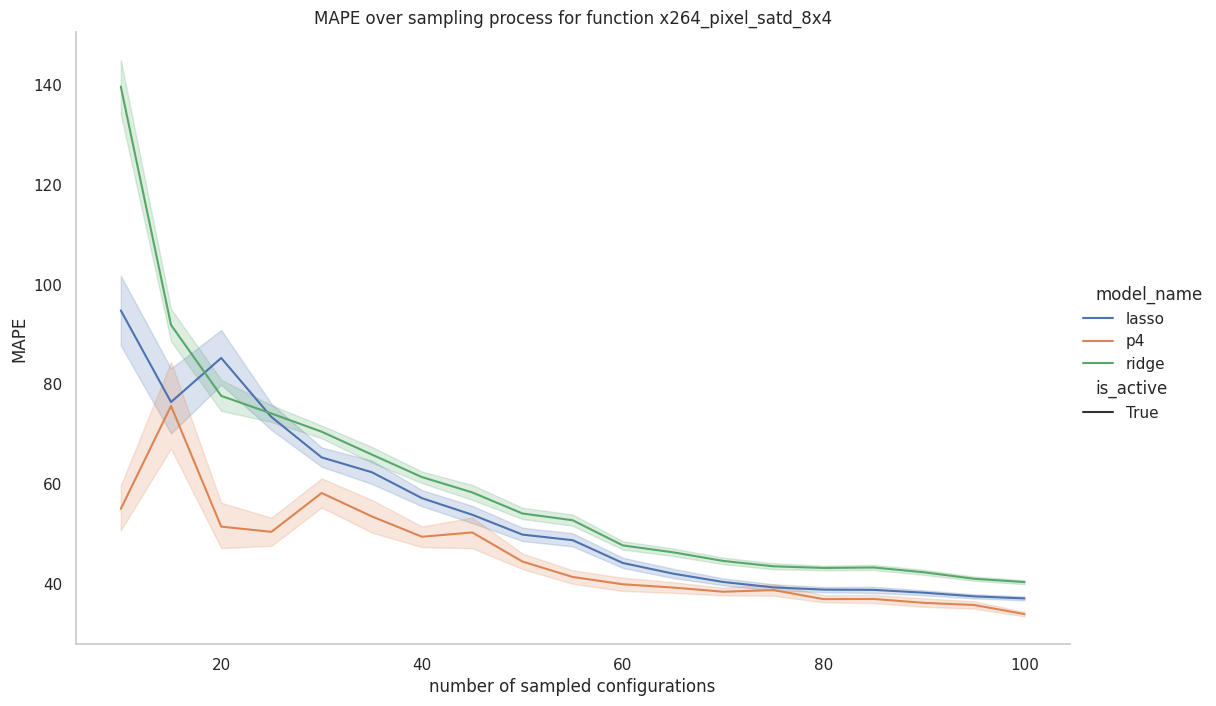 MAPE over sampling process for function x264_pixel_satd_8x4
140
120
100
80
60
40
MAPE
20
40
60
80
100
number of sampled configurations
model_name
lasso
p4
ridge
is_active
True